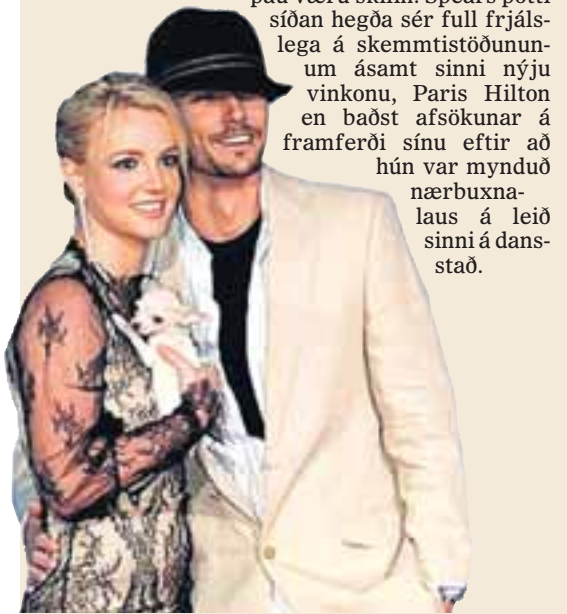 síðan hegða sér full frjáls-
lega á skemmtistöðunun-
um ásamt sinni nýju
vinkonu, Paris Hilton
en baðst afsökunar á
framferði sínu eftir að
hún var mynduð
nærbuxna-
laus á leið
sinni á dans-
stað.